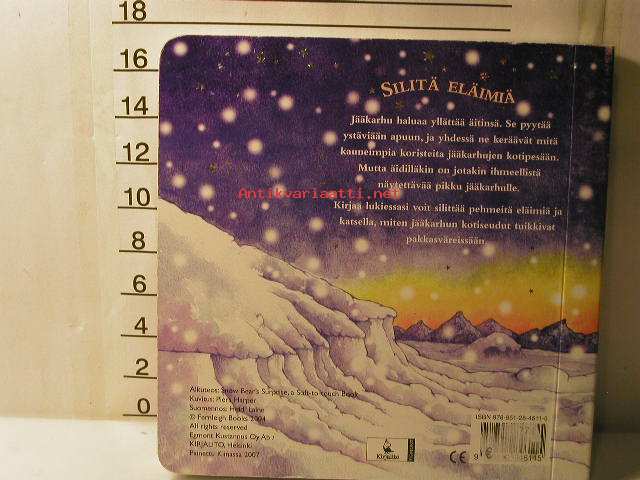 18
16
14
12
10
8
6
4
2
0
SILITÄ ELÄIMIÄ
Jääkarhu haluaa yllättää äitinsä. Se pyytää
ystäviään apuun, ja yhdessä ne keräävät mitä
kauneimpia koristeita jääkarhujen kotipesään.
Mutta äidilläkin on jotakin ihmeellistä
näytettävää pikku jääkarhulle.
Antikvariaatti.net
Kirjaa lukiessasi voit silittää pehmeitä eläimiä ja
katsella, miten jääkarhun kotiseudut tuikkivat
pakkasväreissään.
Alkuteos: Snow Bear's Surprise, a Soft-to-touch Book
Kuvitus: Piers Harper
Suomennos: Heidi Laine
© Fernleigh Books 2004
All rights reserved
Egmont Kustannus Oy Ab /
KIRJALITO, Helsinki
Painettu Kiinassa 2007
Kirjalito
CE
ISBN